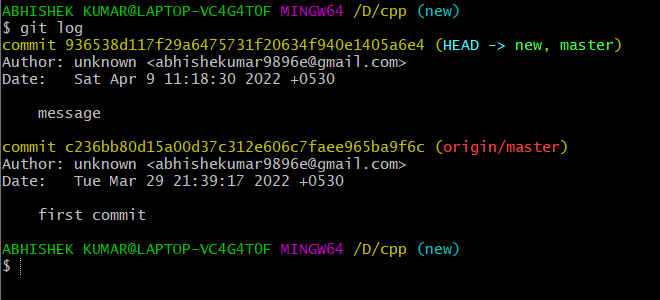 ABHISHEK KUMAR@LAPTOP-VC4G4T0F MINGW64 /D/cpp (new)
$ git log
commit 936538d117f29a6475731f20634f940e1405a6e4 (HEAD -> new, master)
Author: unknown <abhishekumar9896e@gmail.com>
Date:   Sat Apr 9 11:18:30 2022 +0530
    message
commit c236bb80d15a00d37c312e606c7faee965ba9f6c (origin/master)
Author: unknown <abhishekumar9896e@gmail.com>
Date:   Tue Mar 29 21:39:17 2022 +0530
    first commit
ABHISHEK KUMAR@LAPTOP-VC4G4T0F MINGW64 /D/cpp (new)
$